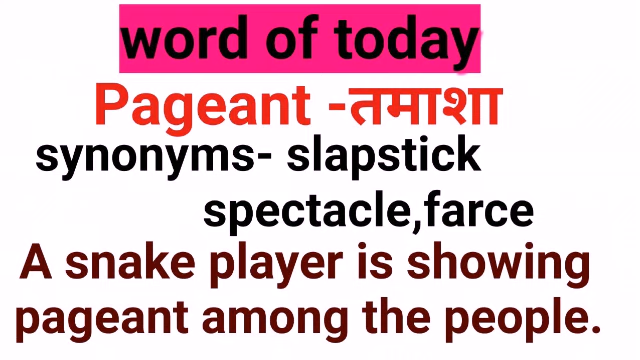 word of today
Pageant -तमाशा
synonyms- slapstick
spectacle,farce
A snake player is showing
pageant among the people.